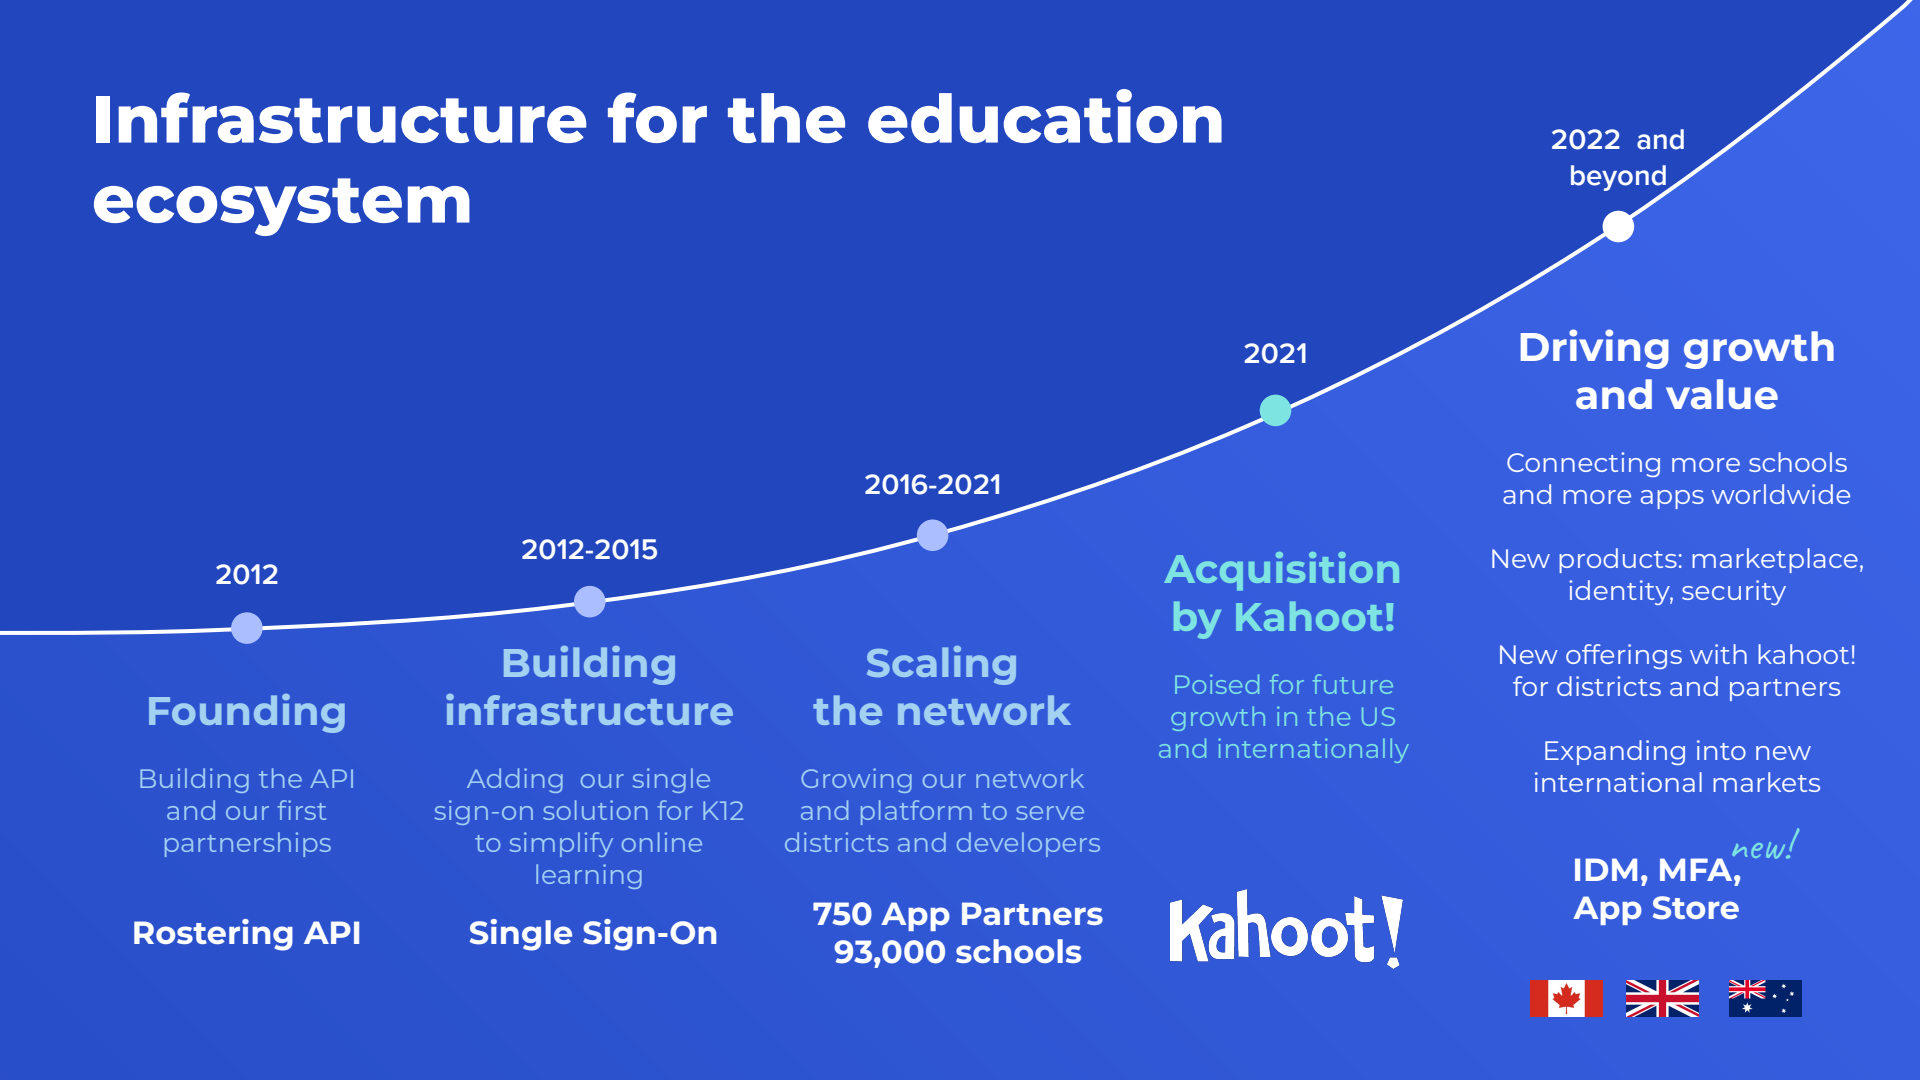 Infrastructure for the education
ecosystem
2012
Founding
Building the API
and our first
partnerships
Rostering API
2012-2015
Building
infrastructure
Adding  our single
sign-on solution for K12
to simplify online
learning
Single Sign-On
2016-2021
Scaling
the network
Growing our network
and platform to serve
districts and developers
750 App Partners
93,000 schools
2021
Acquisition
by Kahoot!
Poised for future
growth in the US
and internationally
Kahoot!
2022  and
beyond
Driving growth
and value
Connecting more schools
and more apps worldwide
New products: marketplace,
identity, security
New offerings with kahoot!
for districts and partners
Expanding into new
international markets
new!
IDM, MFA,
App Store